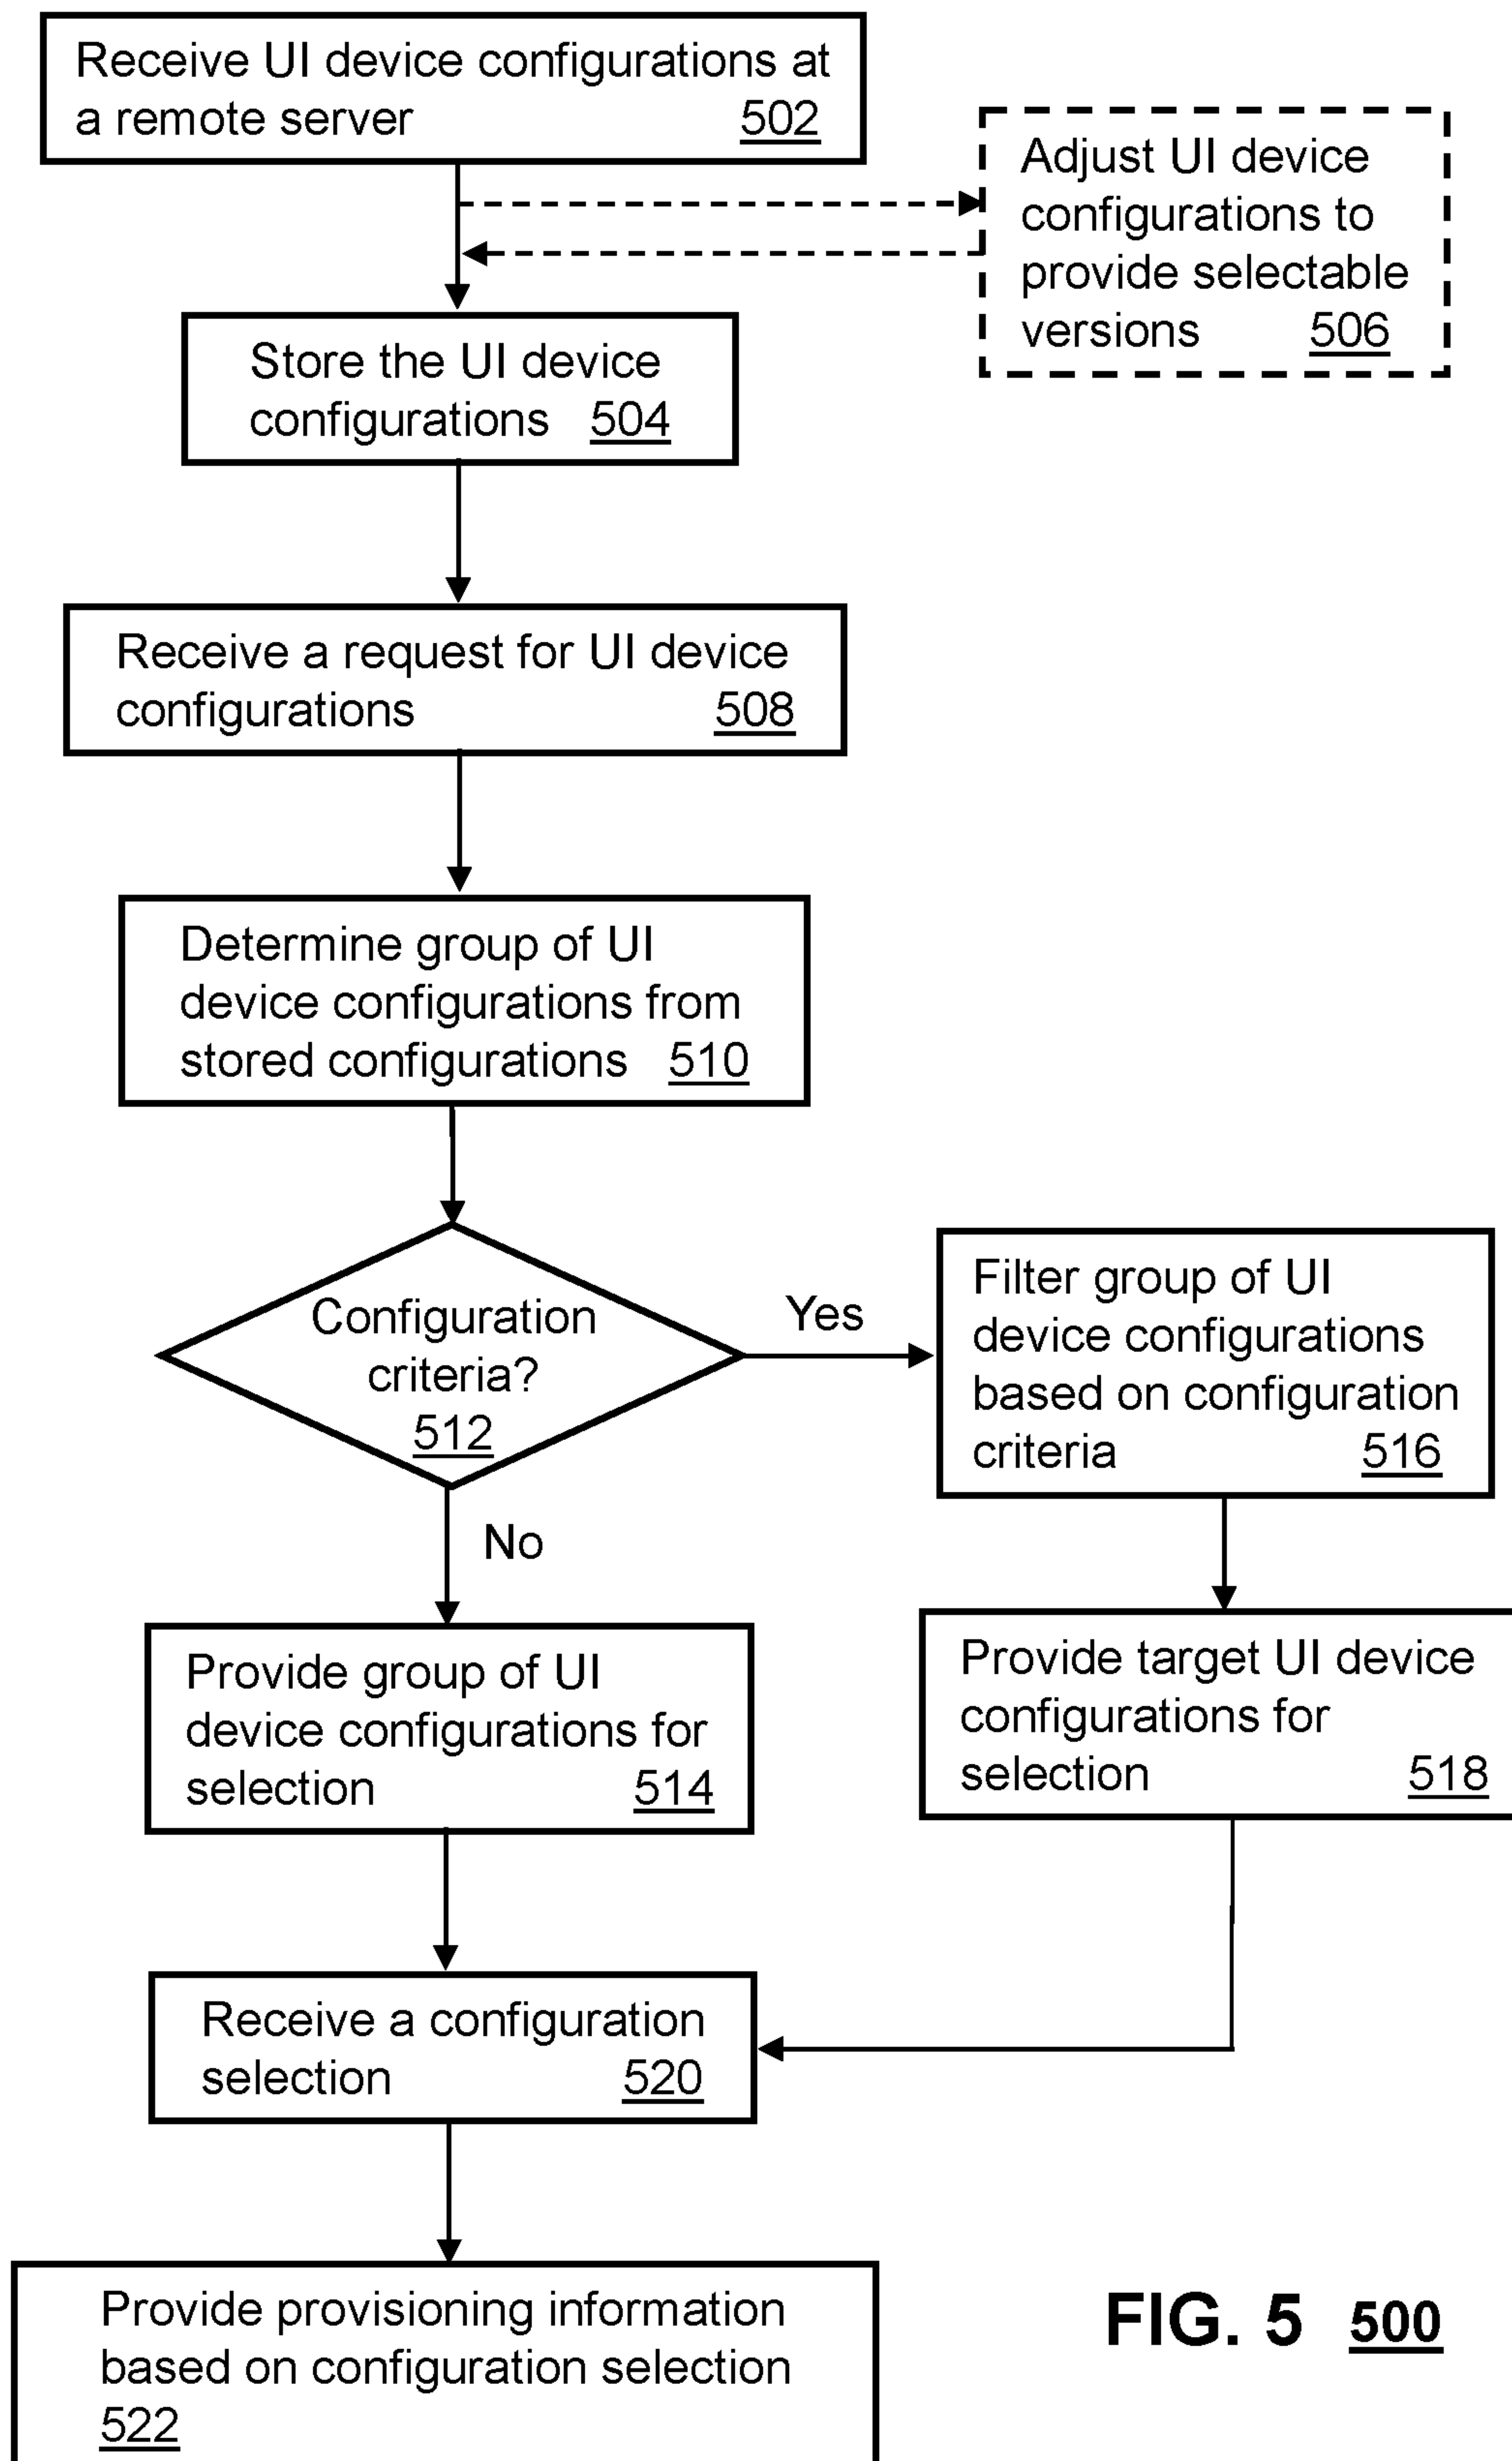 Receive UI device configurations at
a remote server 502
Adjust UI device
configurations to
provide selectable
versions 506
Store the UI device
configurations 504
Receive a request for UI device
configurations 508
Determine group of UI
device configurations from
stored configurations 510
Configuration
criteria?
512
Yes
Filter group of UI
device configurations
based on configuration
criteria 516
No
Provide group of UI
device configurations for
selection 514
Provide target UI device
configurations for
selection 518
Receive a configuration
selection 520
Provide provisioning information
based on configuration selection
522
FIG. 5 500